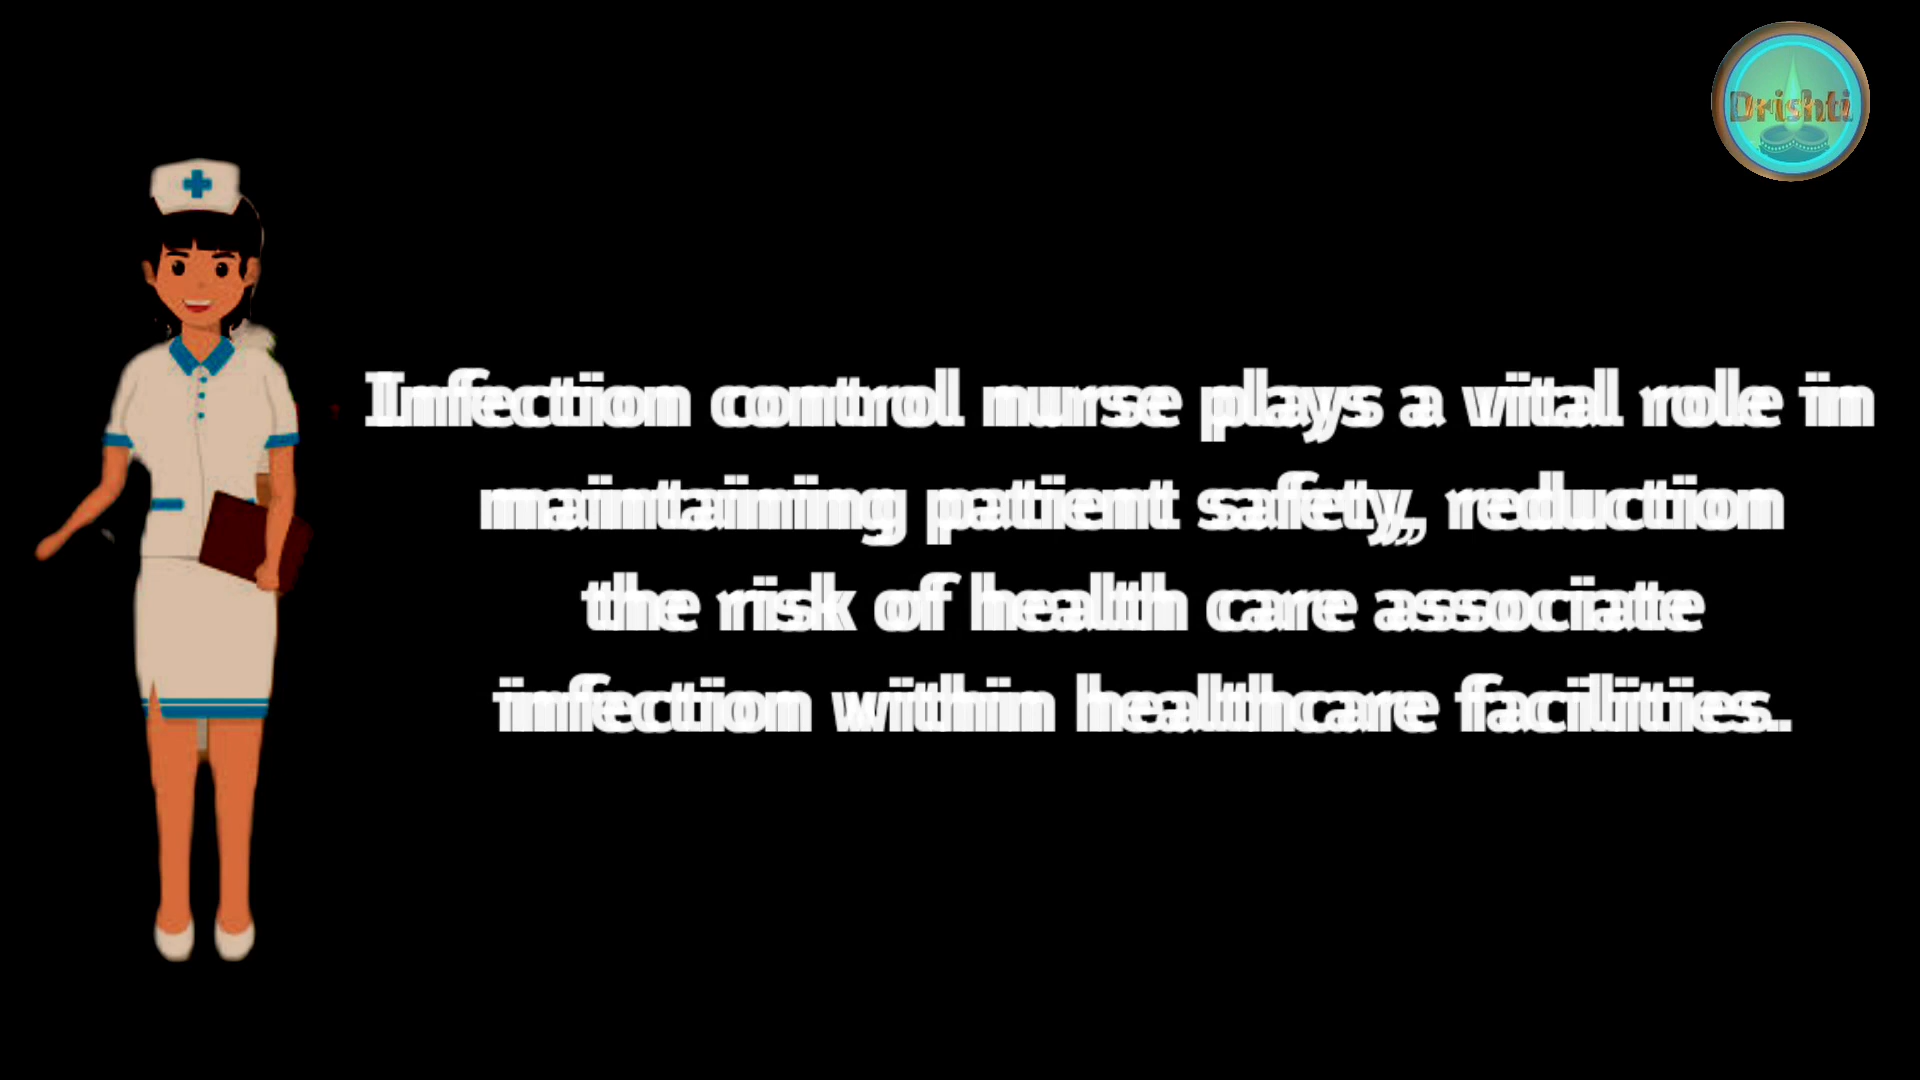 Drishti
Infection control nurse plays a vital role in
maintaining patient safety, reduction
the risk of health care associate
infection within healthcare facilities.